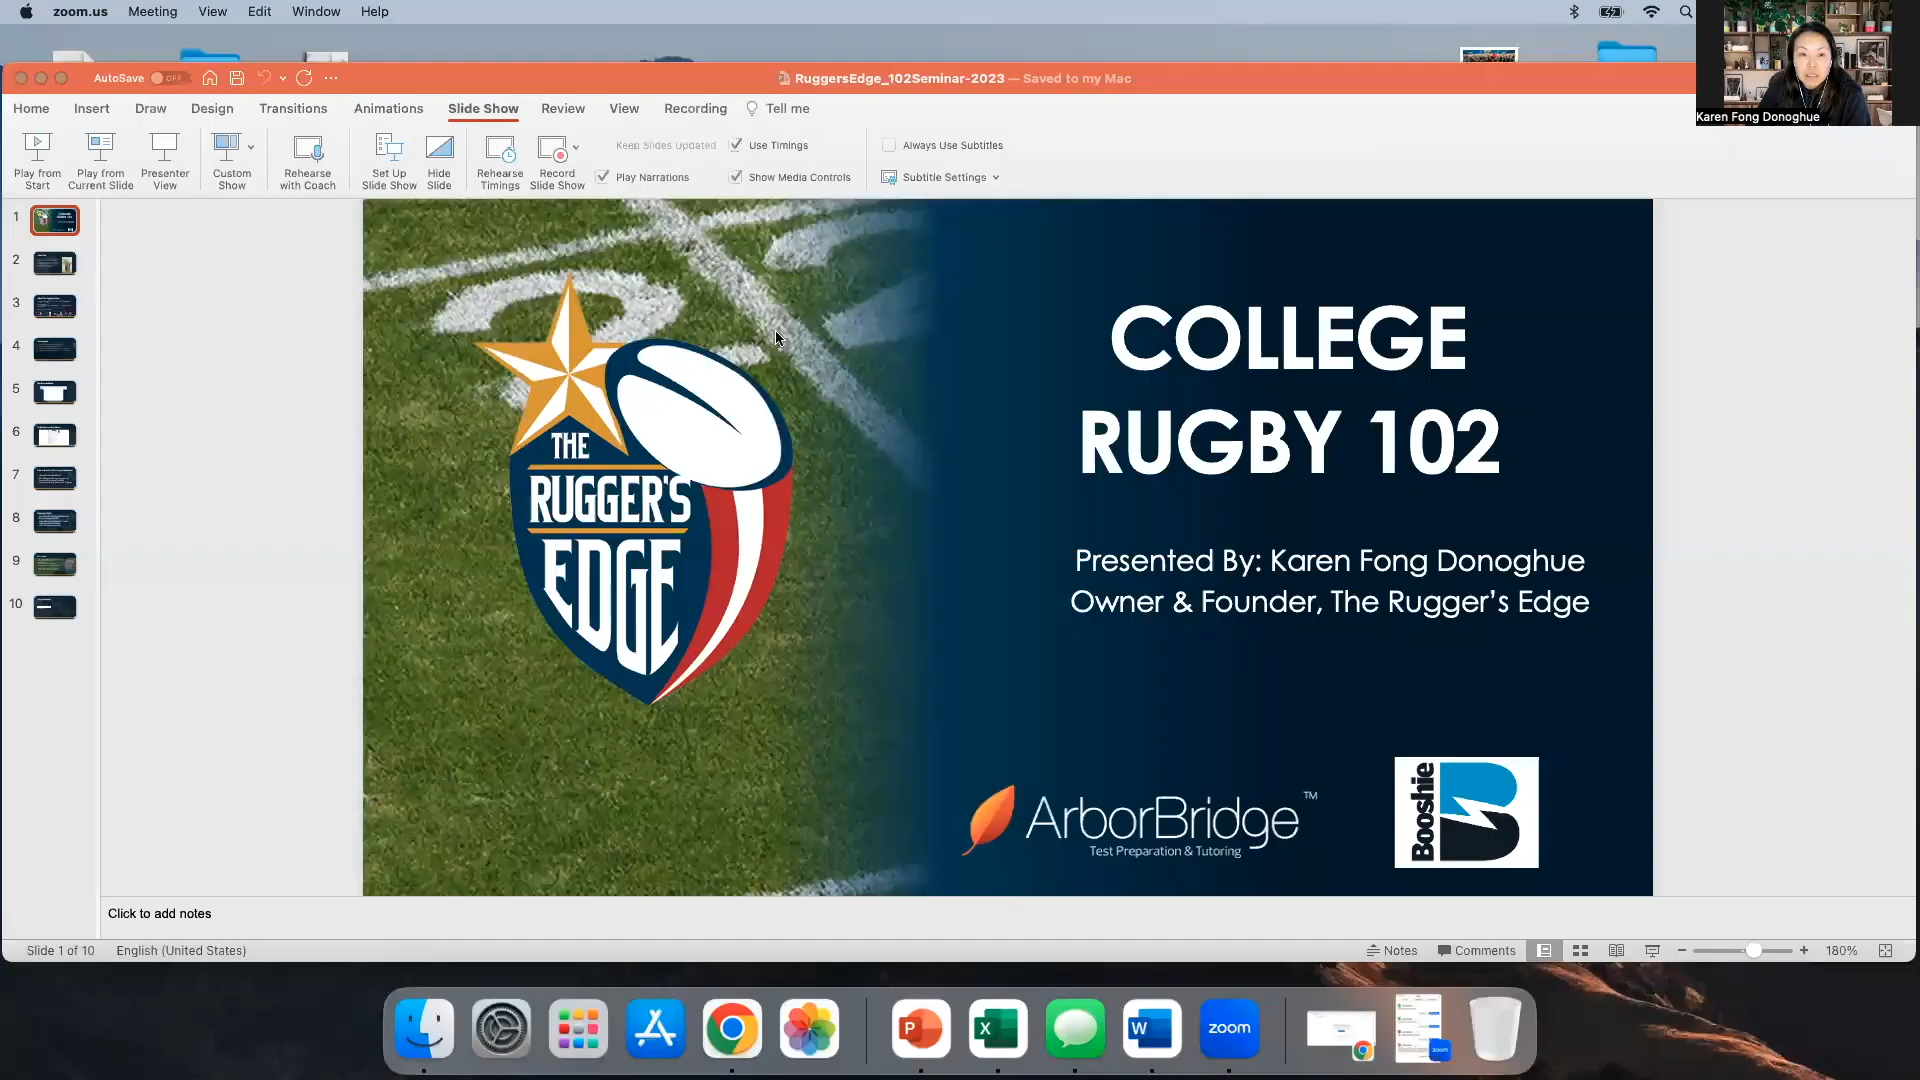 zoom.us Meeting View Edit Window Help
Karen Fong Donoghue
AutoSave OFF
RuggersEdge_102Seminar-2023 — Saved to my Mac
Home Insert Draw Design Transitions Animations Slide Show Review View Recording Tell me
Play from Start
Play from Current Slide
Presenter View
Custom Show
Rehearse with Coach
Set Up Slide Show
Hide Slide
Rehearse Timings
Record Slide Show
Keep Slides Updated
Use Timings
Play Narrations
Show Media Controls
Always Use Subtitles
Subtitle Settings
1
2
3
4
5
6
7
8
9
10
THE
RUGGER'S
EDGE
COLLEGE
RUGBY 102
Presented By: Karen Fong Donoghue
Owner & Founder, The Rugger’s Edge
ArborBridge™
Test Preparation & Tutoring
Booshie
Click to add notes
Slide 1 of 10 English (United States)
Notes Comments 180%
P X W zoom
zoom